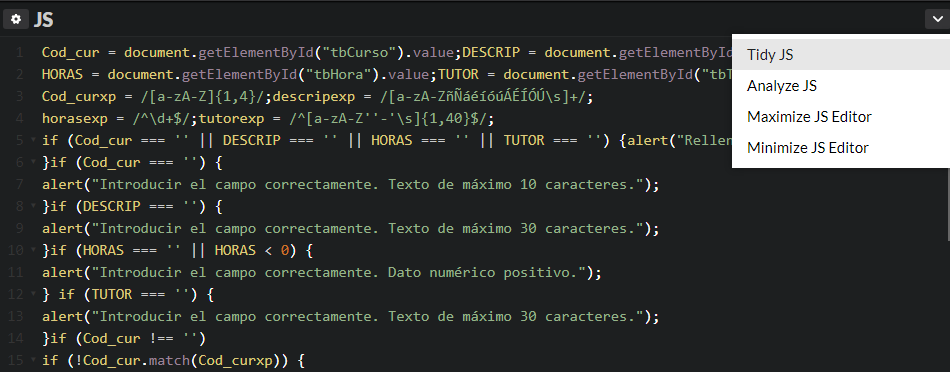 JS
1 Cod_cur = document.getElementById("tbCurso").value;DESCRIP = document.getElementById
2 HORAS = document.getElementById("tbHora").value;TUTOR = document.getElementById("tbT
3 Cod_curxp = /[a-zA-Z]{1,4}/;descripexp = /[a-zA-ZñÑáéíóúÁÉÍÓÚ\s]+/;
4 horasexp = /^\d+$/;tutorexp = /^[a-zA-Z''-'\s]{1,40}$/;
5 if (Cod_cur === '' || DESCRIP === '' || HORAS === '' || TUTOR === '') {alert("Rellen
6 }if (Cod_cur === '') {
7 alert("Introducir el campo correctamente. Texto de máximo 10 caracteres.");
8 }if (DESCRIP === '') {
9 alert("Introducir el campo correctamente. Texto de máximo 30 caracteres.");
10 }if (HORAS === '' || HORAS < 0) {
11 alert("Introducir el campo correctamente. Dato numérico positivo.");
12 } if (TUTOR === '') {
13 alert("Introducir el campo correctamente. Texto de máximo 30 caracteres.");
14 }if (Cod_cur !== '')
15 if (!Cod_cur.match(Cod_curxp)) {
Tidy JS
Analyze JS
Maximize JS Editor
Minimize JS Editor